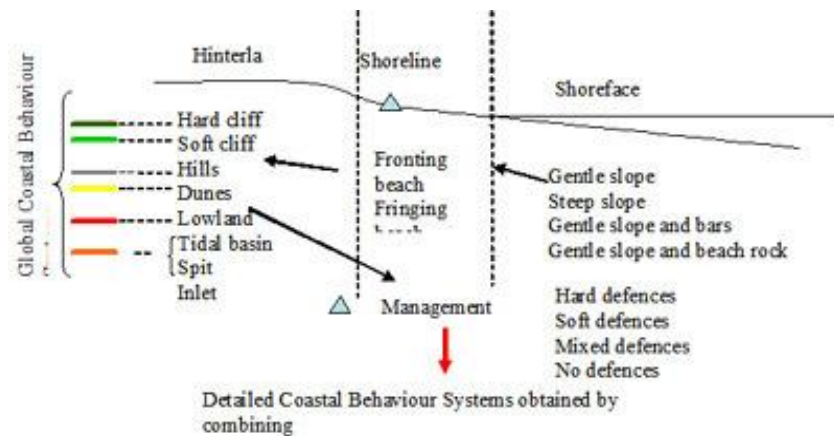 Hinterla
Shoreline
Shoreface
Global Coastal Behaviour
Hard cliff
Soft cliff
Hills
Dunes
Lowland
Tidal basin
Spit
Inlet
Fronting
beach
Fringing
Management
Gentle slope
Steep slope
Gentle slope and bars
Gentle slope and beach rock
Hard defences
Soft defences
Mixed defences
No defences
Detailed Coastal Behaviour Systems obtained by
combining